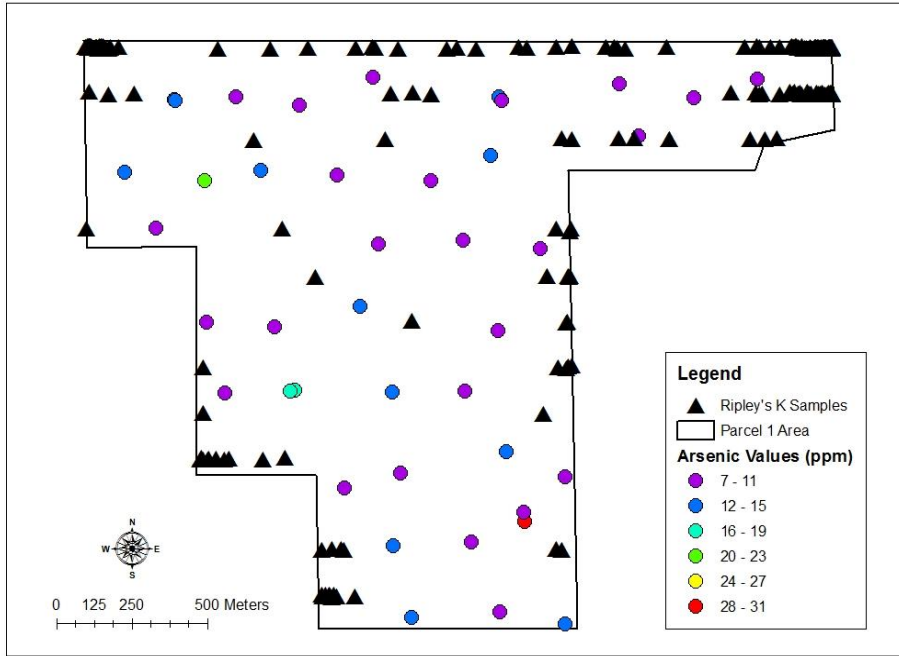 Legend
Ripley's K Samples
Parcel 1 Area
Arsenic Values (ppm)
7 - 11
12 - 15
16 - 19
20 - 23
24 - 27
28 - 31
N
W E
S
0 125 250 500 Meters